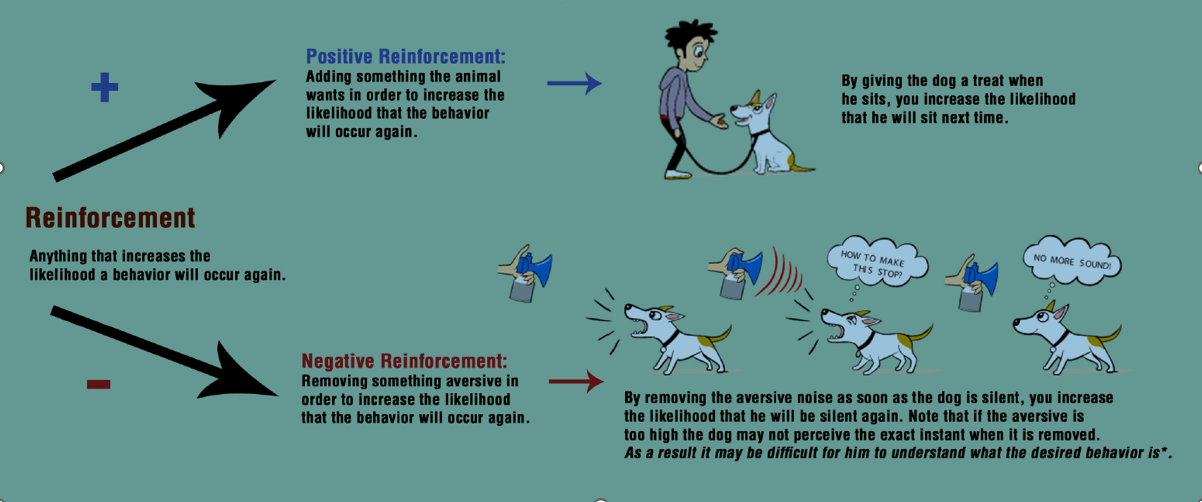 +
Positive Reinforcement:
Adding something the animal
wants in order to increase the
likelihood that the behavior
will occur again.
By giving the dog a treat when
he sits, you increase the likelihood
that he will sit next time.
Reinforcement
Anything that increases the
likelihood a behavior will occur again.
-
Negative Reinforcement:
Removing something aversive in
order to increase the likelihood
that the behavior will occur again.
HOW TO MAKE
THIS STOP?
NO MORE SOUND!
By removing the aversive noise as soon as the dog is silent, you increase
the likelihood that he will be silent again. Note that if the aversive is
too high the dog may not perceive the exact instant when it is removed.
As a result it may be difficult for him to understand what the desired behavior is*.